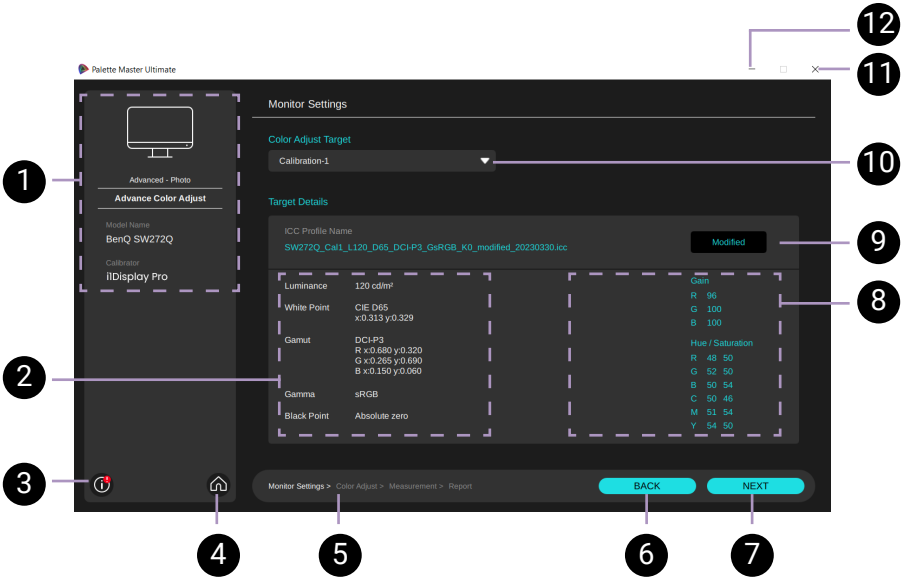 12
Palette Master Ultimate
11
Monitor Settings
Color Adjust Target
Calibration-1
10
1
Advanced - Photo
Advance Color Adjust
Model Name
BenQ SW272Q
Calibrator
i1Display Pro
Target Details
ICC Profile Name
SW272Q_Cal1_L120_D65_DCI-P3_GsRGB_K0_modified_20230330.icc
Modified
9
Luminance 120 cd/m²
White Point CIE D65
x:0.313 y:0.329
Gamut DCI-P3
R x:0.680 y:0.320
G x:0.265 y:0.690
B x:0.150 y:0.060
Gamma sRGB
Black Point Absolute zero
2
Gain
R 96
G 100
B 100
Hue / Saturation
R 48 50
G 52 50
B 50 54
C 50 46
M 51 54
Y 54 50
8
3
Monitor Settings > Color Adjust > Measurement > Report
BACK
NEXT
4
5
6
7